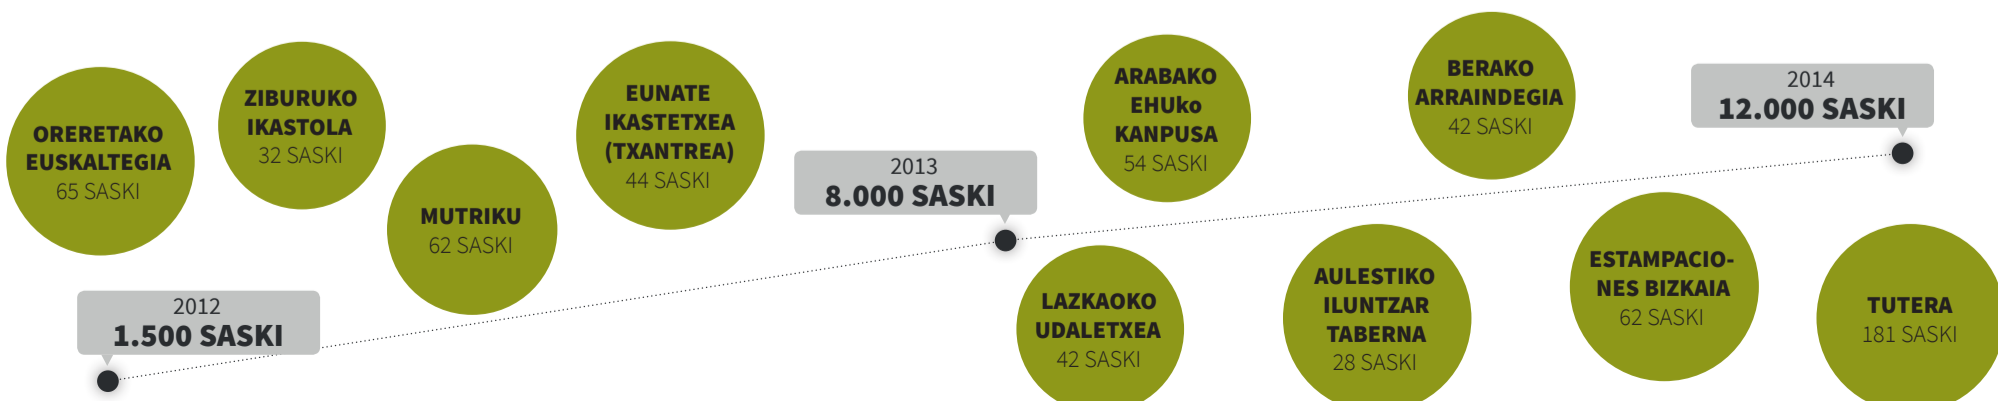 ORERETAKO
EUSKALTEGIA
65 SASKI
ZIBURUKO
IKASTOLA
32 SASKI
MUTRIKU
62 SASKI
EUNATE
IKASTETXEA
(TXANTREA)
44 SASKI
2012
1.500 SASKI
2013
8.000 SASKI
ARABAKO
EHUko
KANPUSA
54 SASKI
LAZKAOKO
UDALETXEA
42 SASKI
AULESTIKO
ILUNTZAR
TABERNA
28 SASKI
BERAKO
ARRAINDEGIA
42 SASKI
ESTAMPACIO-
NES BIZKAIA
62 SASKI
2014
12.000 SASKI
TUTERA
181 SASKI